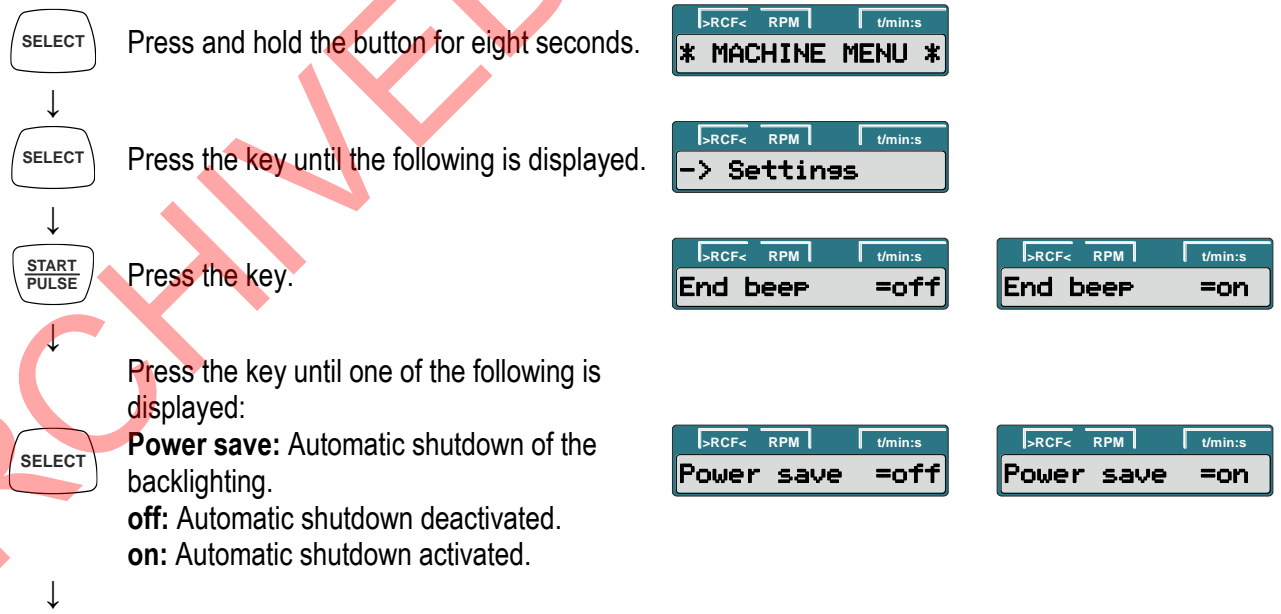 SELECT
Press and hold the button for eight seconds.
>RCF< RPM t/min:s
* MACHINE MENU *
↓
SELECT
Press the key until the following is displayed.
>RCF< RPM t/min:s
-> Settings
↓
START
PULSE
Press the key.
>RCF< RPM t/min:s
End beep =off
>RCF< RPM t/min:s
End beep =on
↓
SELECT
Press the key until one of the following is
displayed:
Power save: Automatic shutdown of the
backlighting.
off: Automatic shutdown deactivated.
on: Automatic shutdown activated.
>RCF< RPM t/min:s
Power save =off
>RCF< RPM t/min:s
Power save =on
↓